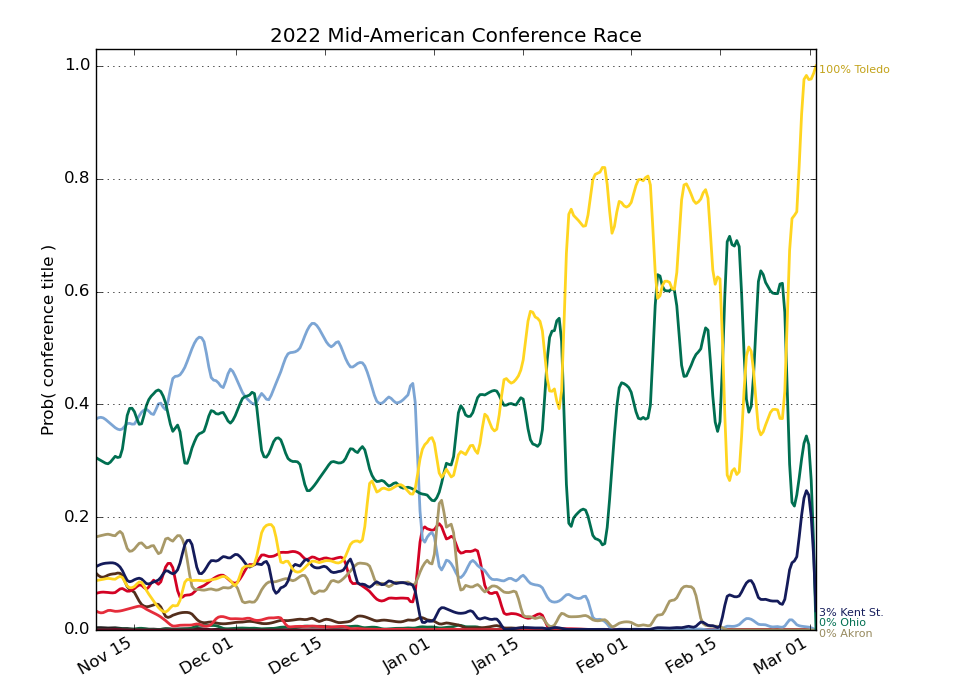 2022 Mid-American Conference Race
Prob( conference title )
1.0
0.8
0.6
0.4
0.2
0.0
Nov 15
Dec 01
Dec 15
Jan 01
Jan 15
Feb 01
Feb 15
Mar 01
100% Toledo
3% Kent St.
0% Ohio
0% Akron